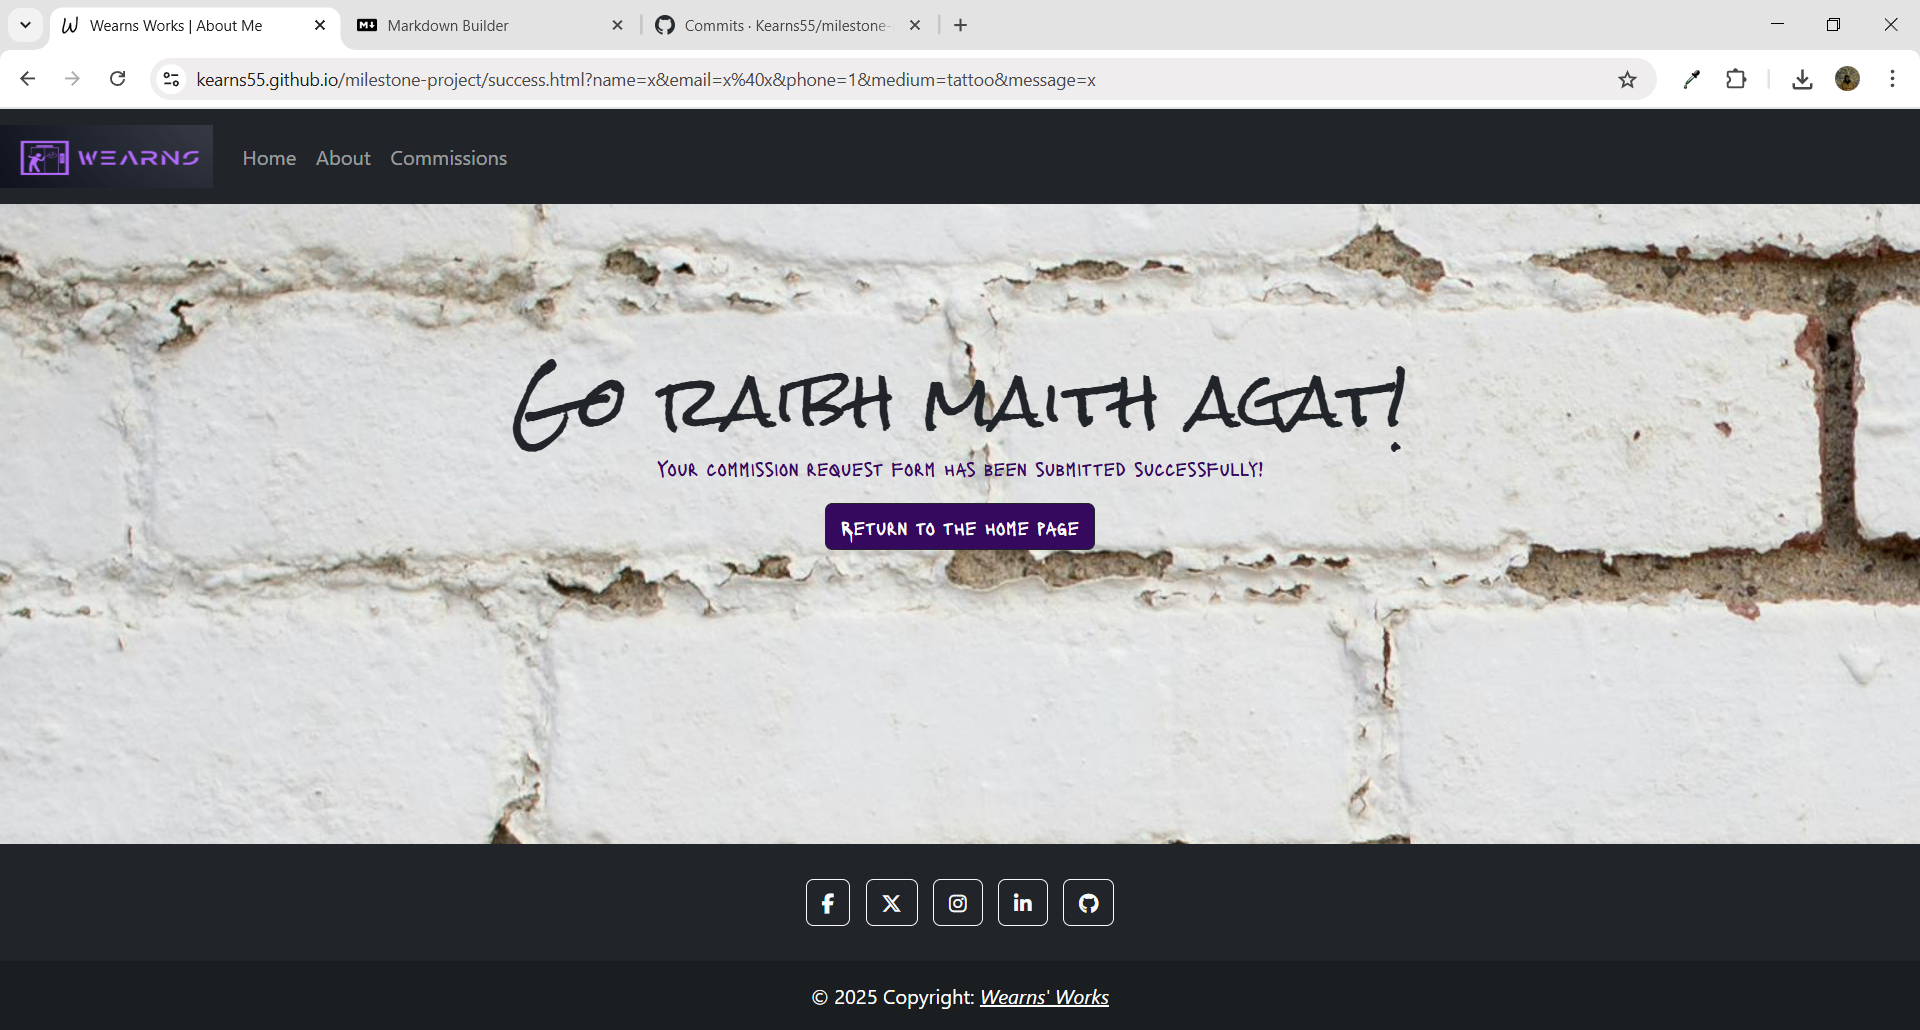 Wearns Works | About Me
Markdown Builder
Commits · Kearns55/milestone-
kearns55.github.io/milestone-project/success.html?name=x&email=x%40x&phone=1&medium=tattoo&message=x
WEARNS
Home About Commissions
Go raibh maith agat!
Your commission request form has been submitted successfully!
Return to the home page
© 2025 Copyright: Wearns' Works